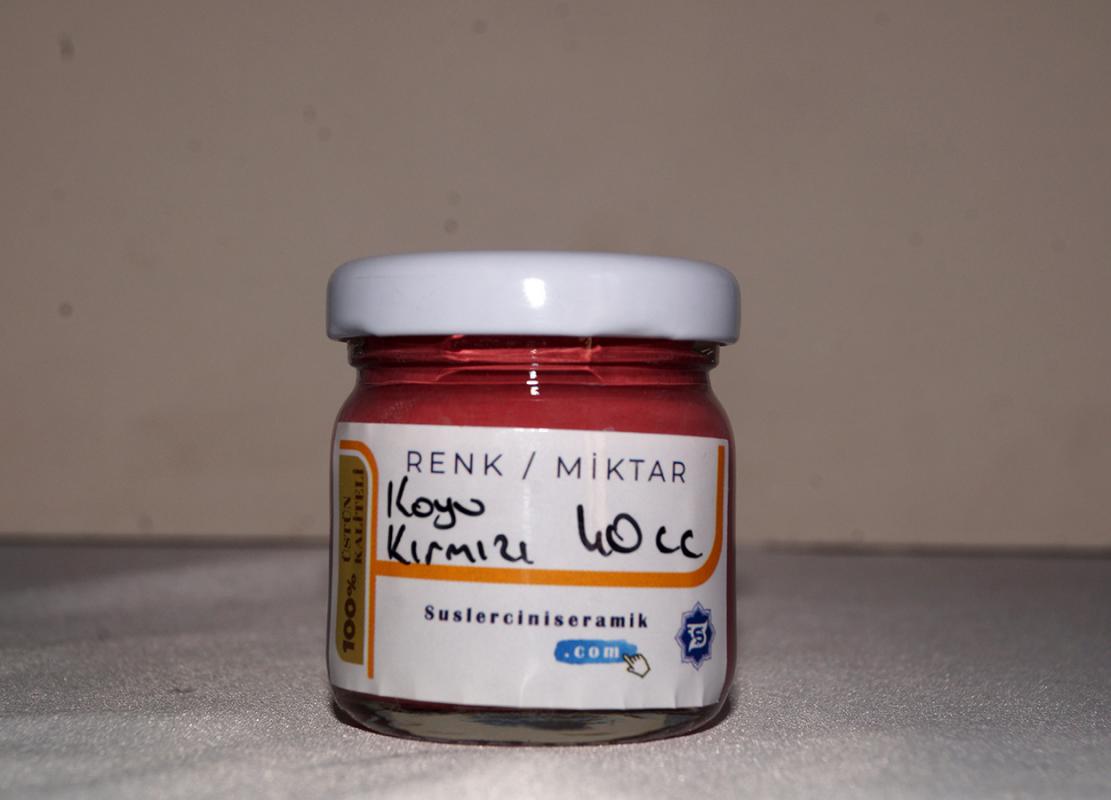 RENK / MİKTAR
Koyu
Kırmızı
40 cc
100% ÜSTÜN
KALİTELİ
Suslerciniseramik
.com
S